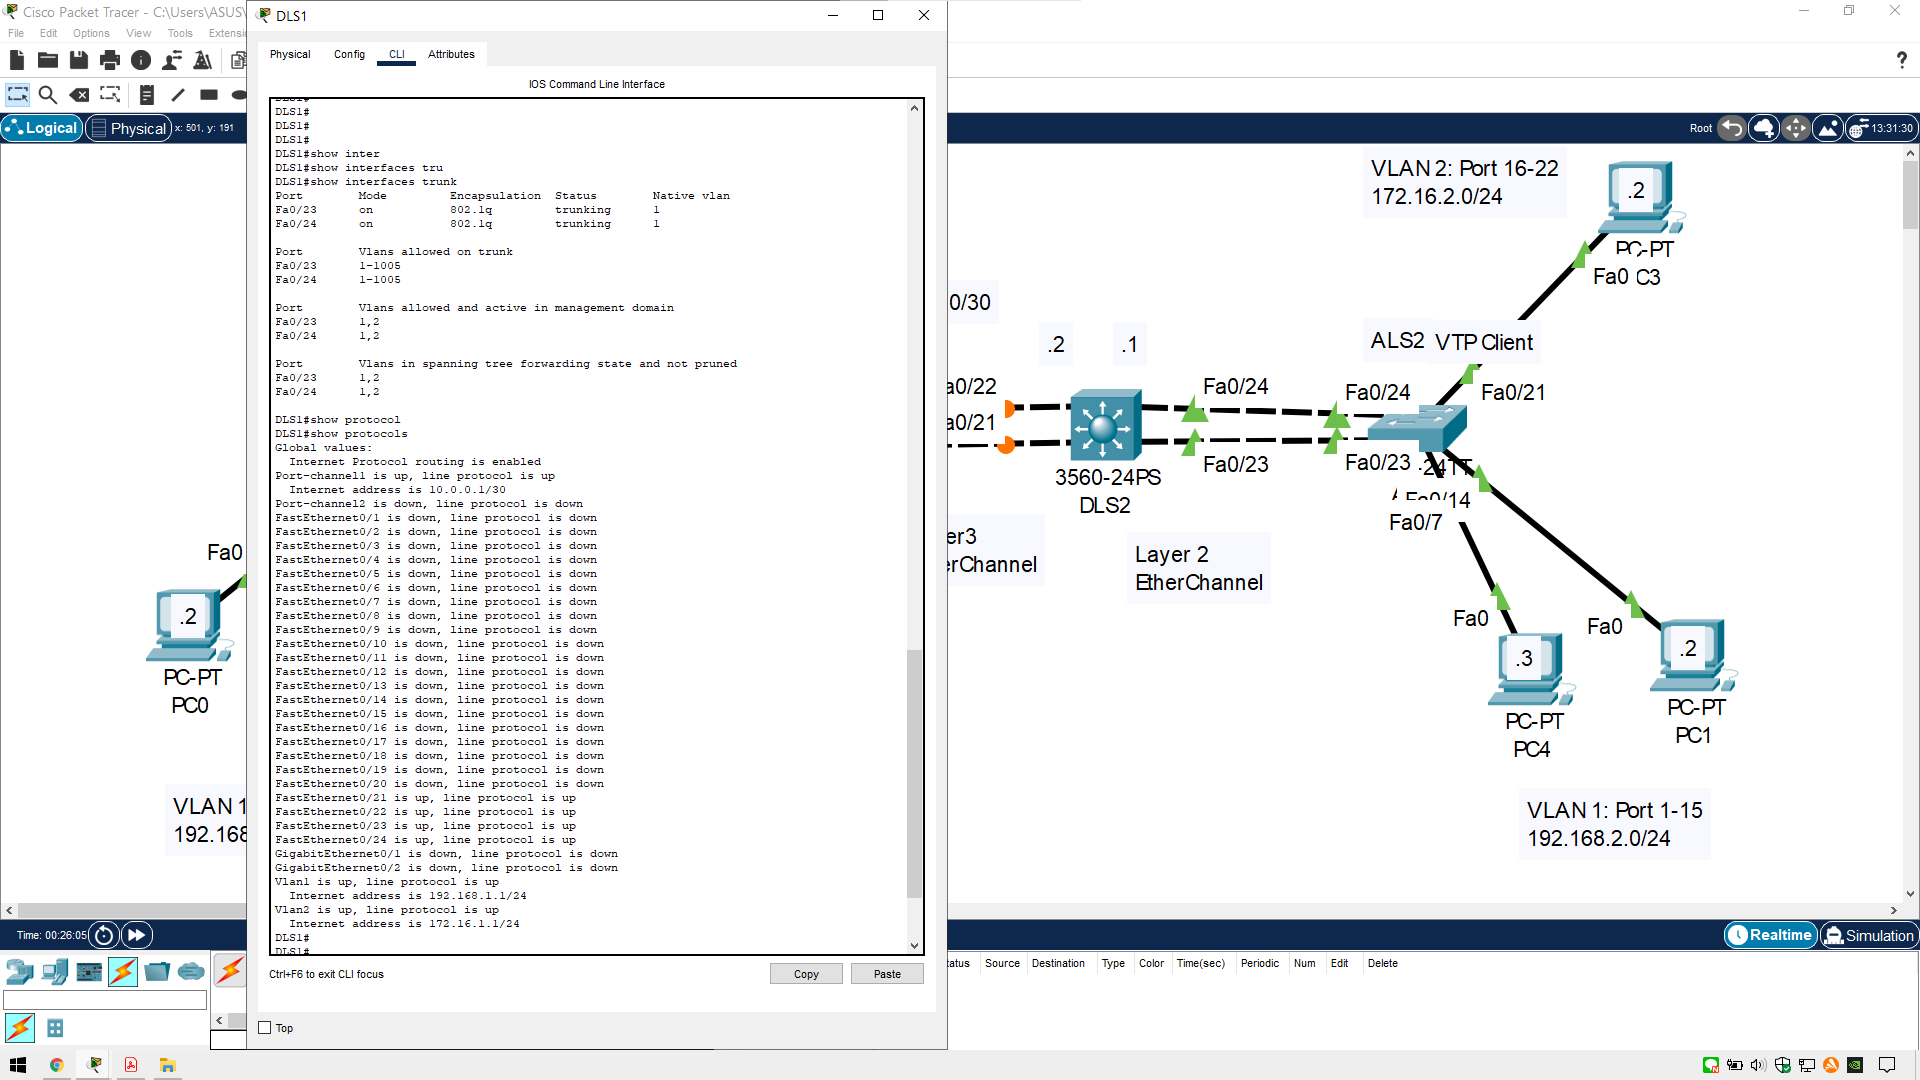 Cisco Packet Tracer - C:\Users\ASUS\
File Edit Options View Tools Extensi
Logical Physical x: 501, y: 191
DLS1
Physical Config CLI Attributes
IOS Command Line Interface
DLS1#
DLS1#
DLS1#
DLS1#
DLS1#show inter
DLS1#show interfaces tru
DLS1#show interfaces trunk
Port Mode Encapsulation Status Native vlan
Fa0/23 on 802.1q trunking 1
Fa0/24 on 802.1q trunking 1
Port Vlans allowed on trunk
Fa0/23 1-1005
Fa0/24 1-1005
Port Vlans allowed and active in management domain
Fa0/23 1,2
Fa0/24 1,2
Port Vlans in spanning tree forwarding state and not pruned
Fa0/23 1,2
Fa0/24 1,2
DLS1#show protocol
DLS1#show protocols
Global values:
Internet Protocol routing is enabled
Port-channel1 is up, line protocol is up
Internet address is 10.0.0.1/30
Port-channel2 is down, line protocol is down
FastEthernet0/1 is down, line protocol is down
FastEthernet0/2 is down, line protocol is down
FastEthernet0/3 is down, line protocol is down
FastEthernet0/4 is down, line protocol is down
FastEthernet0/5 is down, line protocol is down
FastEthernet0/6 is down, line protocol is down
FastEthernet0/7 is down, line protocol is down
FastEthernet0/8 is down, line protocol is down
FastEthernet0/9 is down, line protocol is down
FastEthernet0/10 is down, line protocol is down
FastEthernet0/11 is down, line protocol is down
FastEthernet0/12 is down, line protocol is down
FastEthernet0/13 is down, line protocol is down
FastEthernet0/14 is down, line protocol is down
FastEthernet0/15 is down, line protocol is down
FastEthernet0/16 is down, line protocol is down
FastEthernet0/17 is down, line protocol is down
FastEthernet0/18 is down, line protocol is down
FastEthernet0/19 is down, line protocol is down
FastEthernet0/20 is down, line protocol is down
FastEthernet0/21 is up, line protocol is up
FastEthernet0/22 is up, line protocol is up
FastEthernet0/23 is up, line protocol is up
FastEthernet0/24 is up, line protocol is up
GigabitEthernet0/1 is down, line protocol is down
GigabitEthernet0/2 is down, line protocol is down
Vlan1 is up, line protocol is up
Internet address is 192.168.1.1/24
Vlan2 is up, line protocol is up
Internet address is 172.16.1.1/24
DLS1#
DLS1#
Ctrl+F6 to exit CLI focus
Copy Paste
Top
Fa0
.2
PC-PT
PC0
VLAN 1
192.168
Root 13:31:30
VLAN 2: Port 16-22
172.16.2.0/24
.2
PC-PT
Fa0 C3
0/30
.2 .1
ALS2 VTP Client
a0/22 Fa0/24 Fa0/24 Fa0/21
a0/21 Fa0/23 Fa0/23 .24TT
3560-24PS
DLS2
Fa0/14
Fa0/7
er3
erChannel
Layer 2
EtherChannel
Fa0 Fa0
.3 .2
PC-PT
PC4
PC-PT
PC1
VLAN 1: Port 1-15
192.168.2.0/24
Time: 00:26:05
Realtime Simulation
tatus Source Destination Type Color Time(sec) Periodic Num Edit Delete